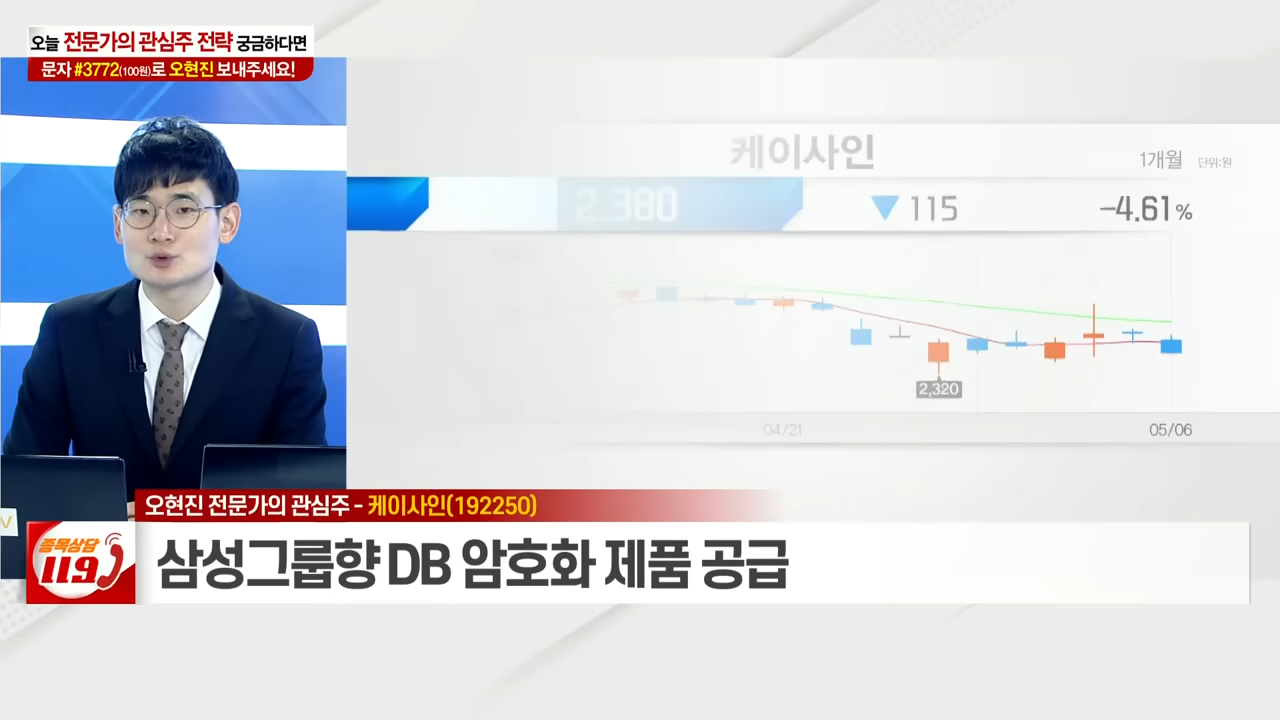 오늘 전문가의 관심주 전략 궁금하다면
문자 #3772(100원)로 오현진 보내주세요!
케이사인
1개월 단위:원
2,380 ▼115 -4.61%
2,320
04/21 05/06
오현진 전문가의 관심주 - 케이사인(192250)
종목상담
119
삼성그룹향 DB 암호화 제품 공급